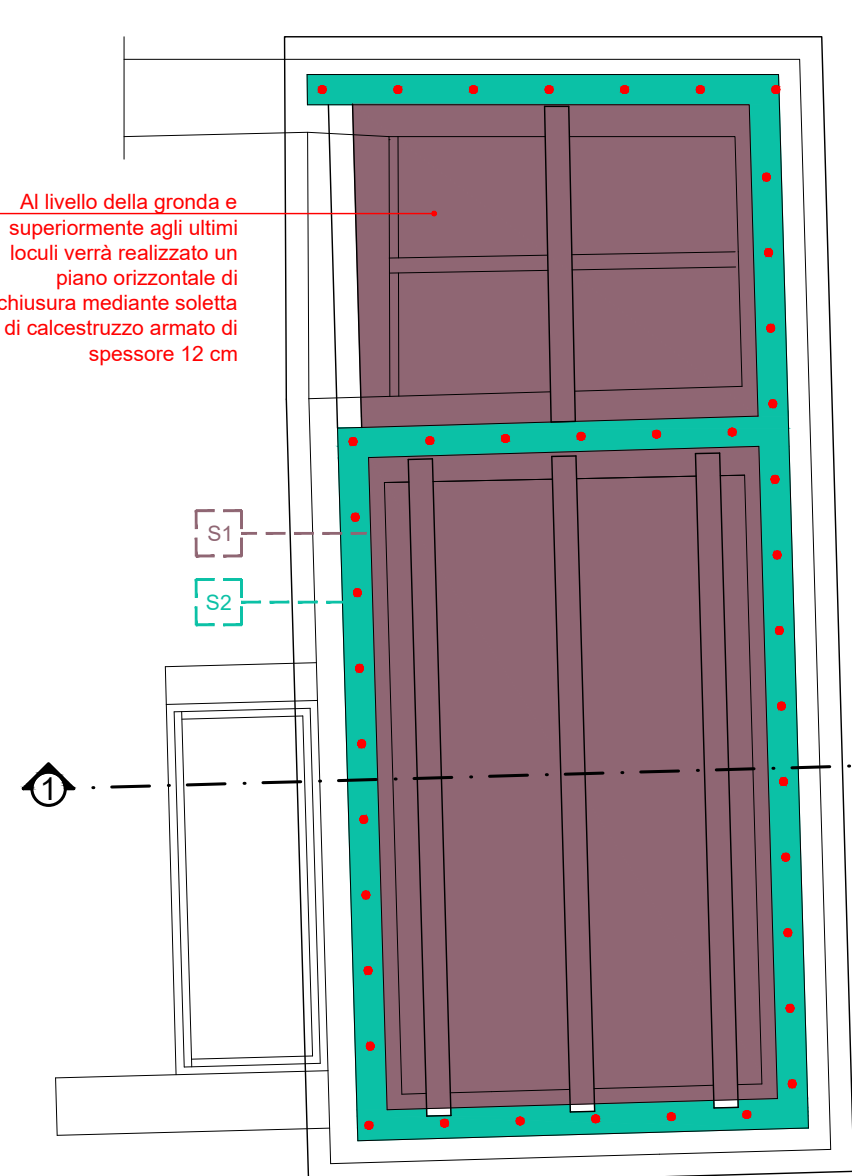 Al livello della gronda e
superiormente agli ultimi
loculi verrà realizzato un
piano orizzontale di
chiusura mediante soletta
di calcestruzzo armato di
spessore 12 cm
S1
S2
1